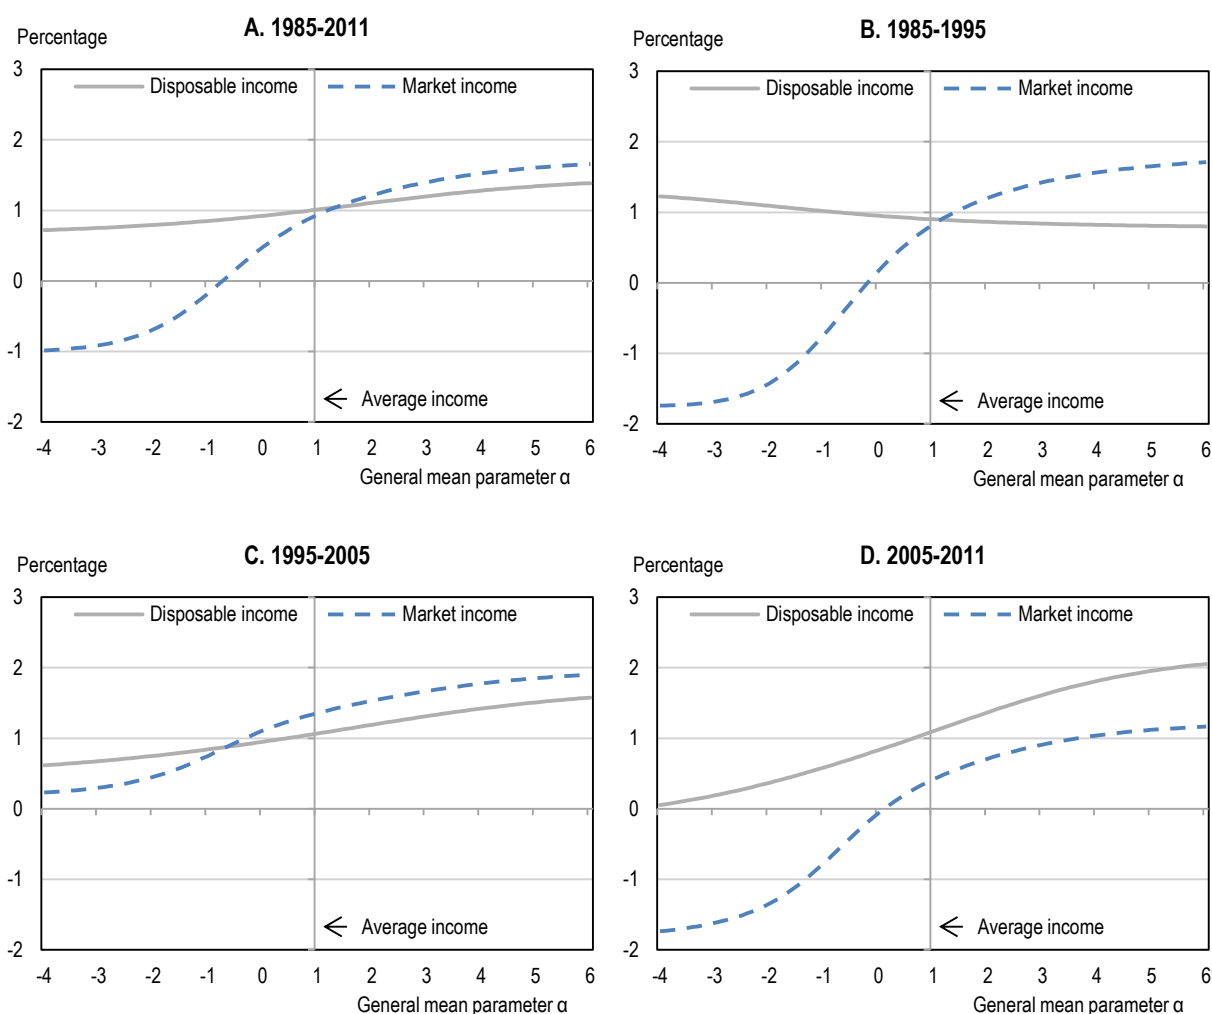 A. 1985-2011
Percentage
Disposable income
Market income
3
2
1
0
-1
-2
Average income
-4 -3 -2 -1 0 1 2 3 4 5 6
General mean parameter α
B. 1985-1995
Percentage
Disposable income
Market income
3
2
1
0
-1
-2
Average income
-4 -3 -2 -1 0 1 2 3 4 5 6
General mean parameter α
C. 1995-2005
Percentage
Disposable income
Market income
3
2
1
0
-1
-2
Average income
-4 -3 -2 -1 0 1 2 3 4 5 6
General mean parameter α
D. 2005-2011
Percentage
Disposable income
Market income
3
2
1
0
-1
-2
Average income
-4 -3 -2 -1 0 1 2 3 4 5 6
General mean parameter α